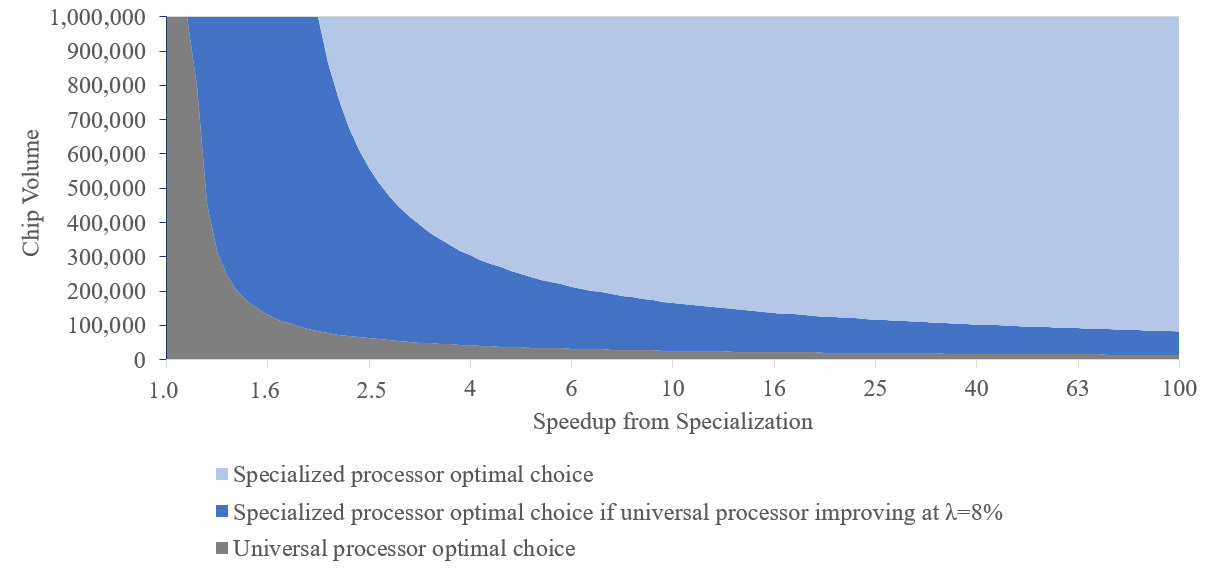 1,000,000
900,000
800,000
700,000
600,000
500,000
400,000
300,000
200,000
100,000
0
Chip Volume
1.0 1.6 2.5 4 6 10 16 25 40 63 100
Speedup from Specialization
Specialized processor optimal choice
Specialized processor optimal choice if universal processor improving at λ=8%
Universal processor optimal choice